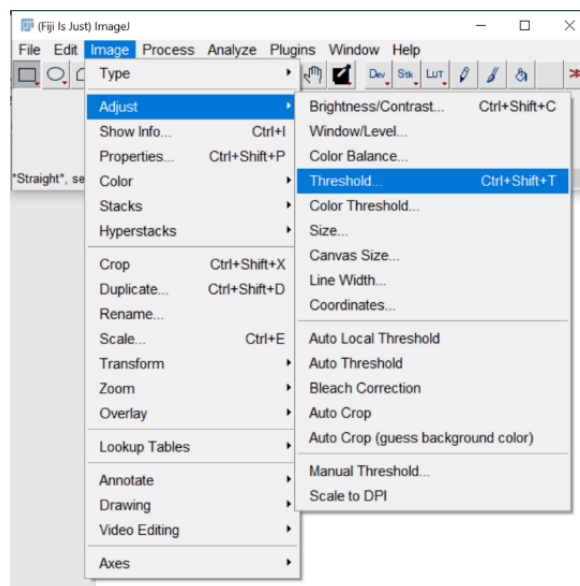 (Fiji Is Just) ImageJ
File Edit Image Process Analyze Plugins Window Help
Dev Stk LUT
*Straight*, se
Type
Adjust
Show Info... Ctrl+I
Properties... Ctrl+Shift+P
Color
Stacks
Hyperstacks
Crop Ctrl+Shift+X
Duplicate... Ctrl+Shift+D
Rename...
Scale... Ctrl+E
Transform
Zoom
Overlay
Lookup Tables
Annotate
Drawing
Video Editing
Axes
Brightness/Contrast... Ctrl+Shift+C
Window/Level...
Color Balance...
Threshold... Ctrl+Shift+T
Color Threshold...
Size...
Canvas Size...
Line Width...
Coordinates...
Auto Local Threshold
Auto Threshold
Bleach Correction
Auto Crop
Auto Crop (guess background color)
Manual Threshold...
Scale to DPI